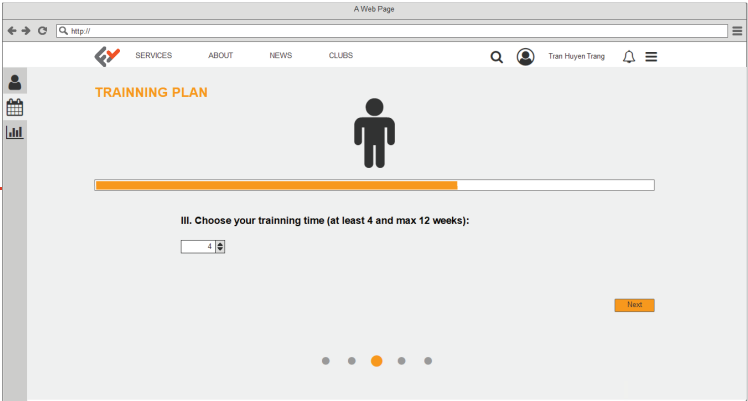 A Web Page
http://
SERVICES ABOUT NEWS CLUBS Tran Huyen Trang
TRAINNING PLAN
III. Choose your trainning time (at least 4 and max 12 weeks):
4
Next